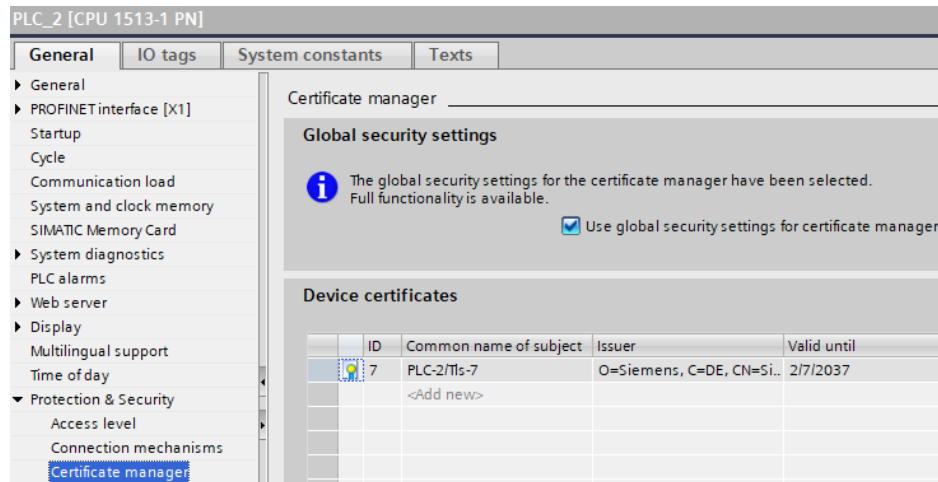 PLC_2 [CPU 1513-1 PN]
General IO tags System constants Texts
General
PROFINET interface [X1]
Startup
Cycle
Communication load
System and clock memory
SIMATIC Memory Card
System diagnostics
PLC alarms
Web server
Display
Multilingual support
Time of day
Protection & Security
Access level
Connection mechanisms
Certificate manager
Certificate manager
Global security settings
The global security settings for the certificate manager have been selected.
Full functionality is available.
Use global security settings for certificate manager
Device certificates
ID Common name of subject Issuer Valid until
7 PLC-2/Tls-7 O=Siemens, C=DE, CN=Si.. 2/7/2037
<Add new>